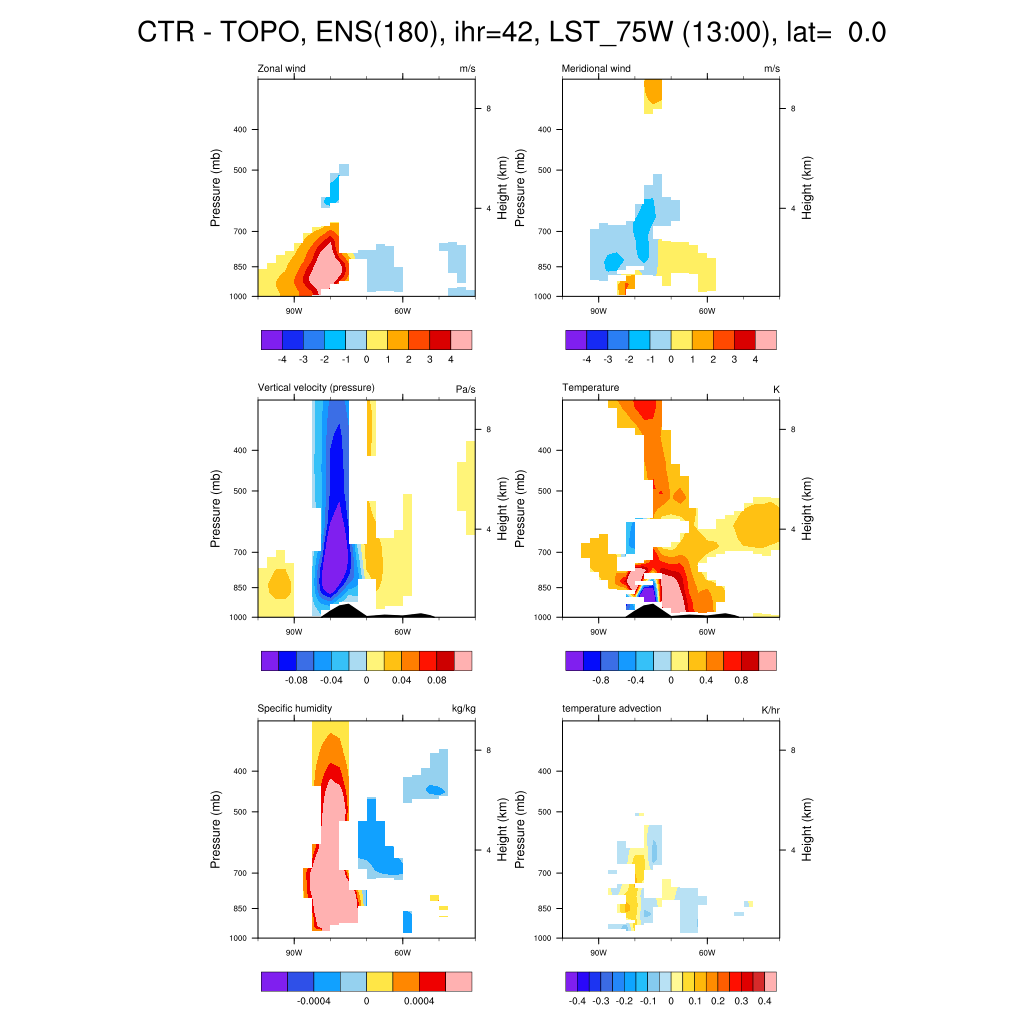 CTR - TOPO, ENS(180), ihr=42, LST_75W (13:00), lat= 0.0
Zonal wind m/s
Pressure (mb)
400
500
700
850
1000
8
4
Height (km)
90W 60W
-4 -3 -2 -1 0 1 2 3 4
Meridional wind m/s
Pressure (mb)
400
500
700
850
1000
8
4
Height (km)
90W 60W
-4 -3 -2 -1 0 1 2 3 4
Vertical velocity (pressure) Pa/s
Pressure (mb)
400
500
700
850
1000
8
4
Height (km)
90W 60W
-0.08 -0.04 0 0.04 0.08
Temperature K
Pressure (mb)
400
500
700
850
1000
8
4
Height (km)
90W 60W
-0.8 -0.4 0 0.4 0.8
Specific humidity kg/kg
Pressure (mb)
400
500
700
850
1000
8
4
Height (km)
90W 60W
-0.0004 0 0.0004
temperature advection K/hr
Pressure (mb)
400
500
700
850
1000
8
4
Height (km)
90W 60W
-0.4 -0.3 -0.2 -0.1 0 0.1 0.2 0.3 0.4